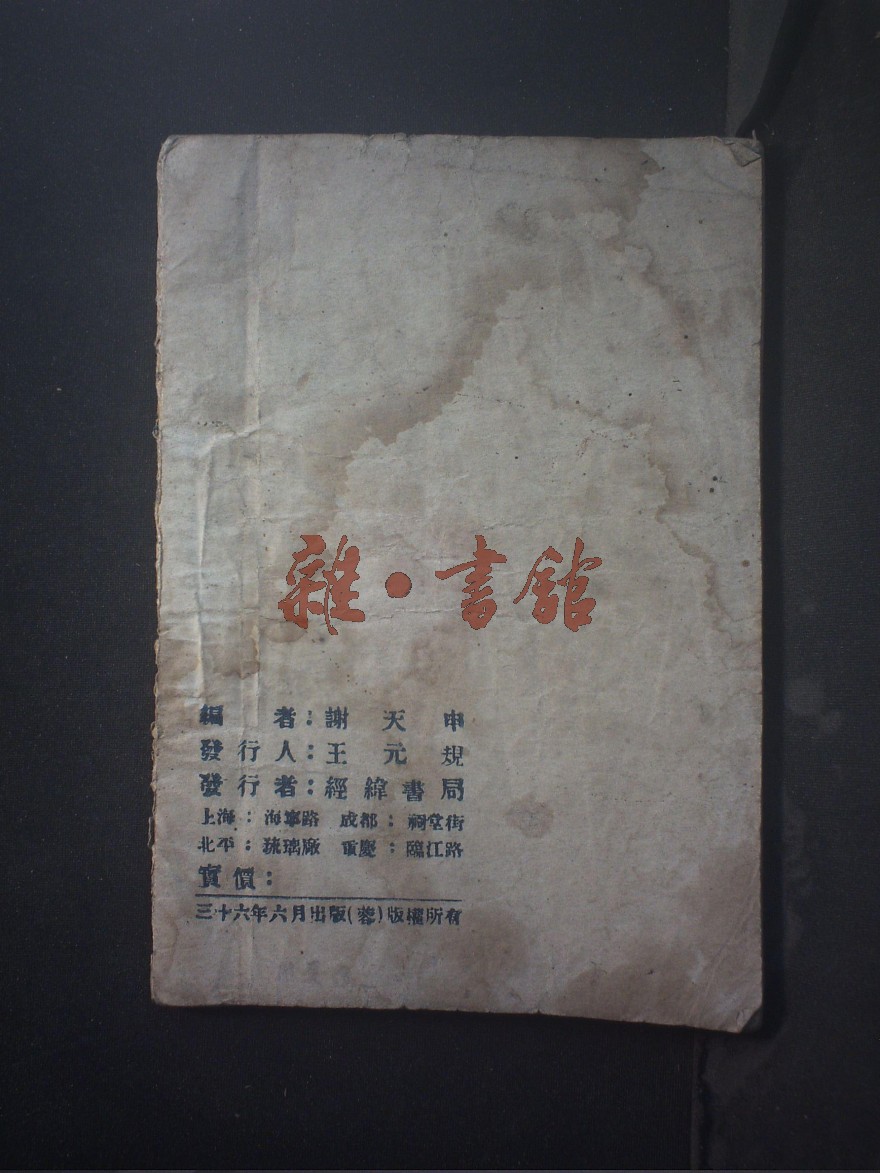 雜·書舘
編 者：謝天申
發行人：王元規
發行者：經緯書局
上海：海寧路 成都：祠堂街
北平：琉璃廠 重慶：臨江路
實價：
三十六年六月出版(蓉)版權所有